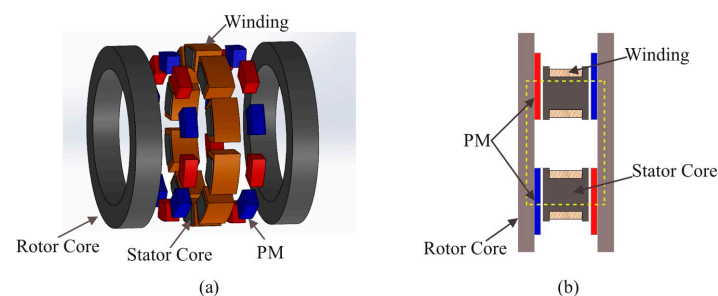 Winding
Rotor Core
Stator Core
PM
(a)
Winding
PM
Stator Core
Rotor Core
(b)